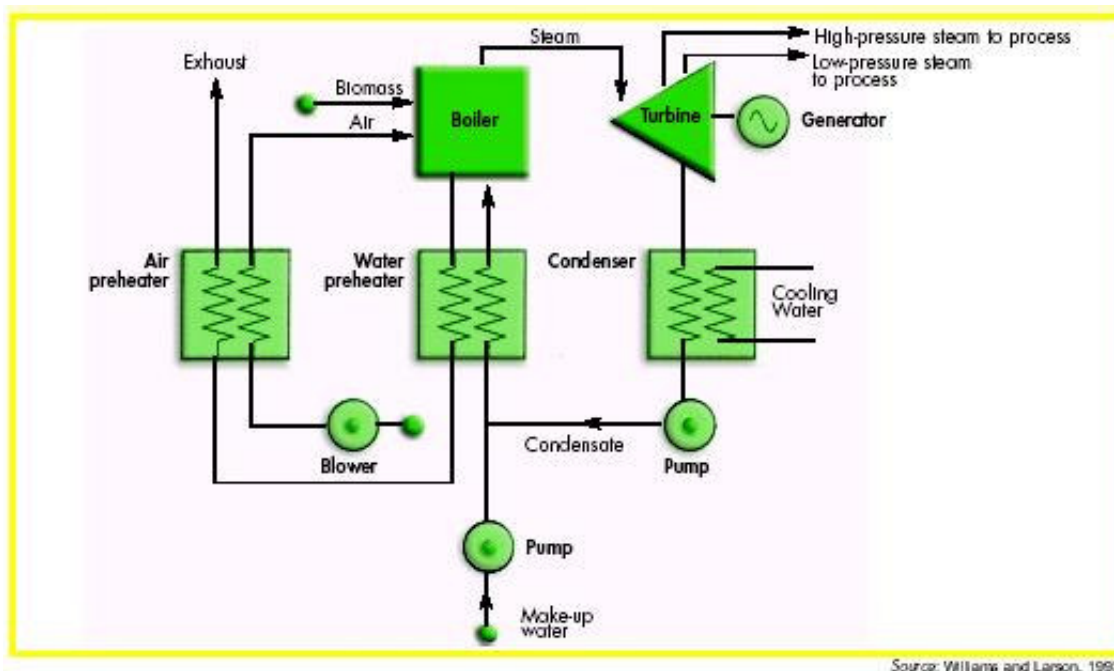 Steam
High-pressure steam to process
Low-pressure steam
to process
Exhaust
Biomass
Air
Boiler
Turbine
Generator
Air
preheater
Water
preheater
Condenser
Cooling
Water
Blower
Condensate
Pump
Pump
Make-up
water
Source: Williams and Larson,